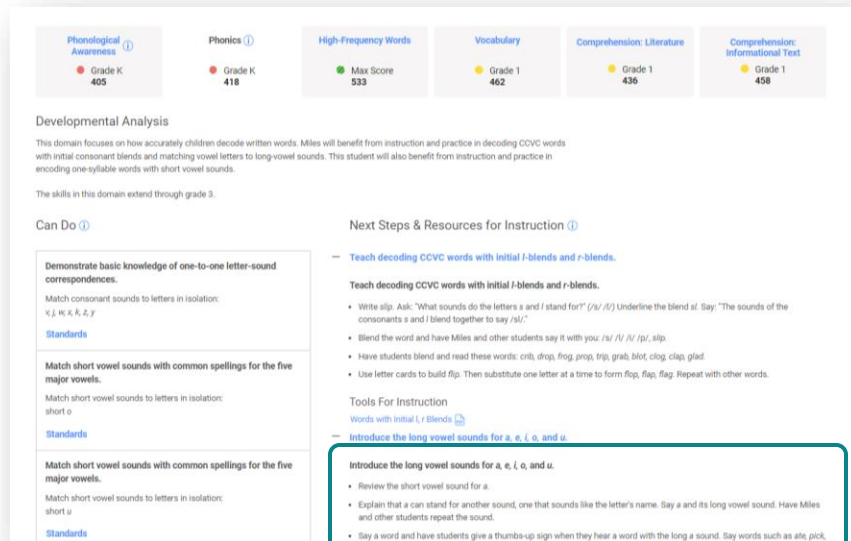 Phonological
Awareness
Grade K
405
Phonics
Grade K
418
High-Frequency Words
Max Score
533
Vocabulary
Grade 1
462
Comprehension: Literature
Grade 1
436
Comprehension:
Informational Text
Grade 1
458
Developmental Analysis
This domain focuses on how accurately children decode written words. Miles will benefit from instruction and practice in decoding CCVC words
with initial consonant blends and matching vowel letters to long-vowel sounds. This student will also benefit from instruction and practice in
encoding one-syllable words with short vowel sounds.
The skills in this domain extend through grade 3.
Can Do
Demonstrate basic knowledge of one-to-one letter-sound
correspondences.
Match consonant sounds to letters in isolation:
v, j, w, x, k, z, y
Standards
Match short vowel sounds with common spellings for the five
major vowels.
Match short vowel sounds to letters in isolation:
short o
Standards
Match short vowel sounds with common spellings for the five
major vowels.
Match short vowel sounds to letters in isolation:
short u
Standards
Next Steps & Resources for Instruction
— Teach decoding CCVC words with initial l-blends and r-blends.
Teach decoding CCVC words with initial l-blends and r-blends.
• Write slip. Ask: "What sounds do the letters s and l stand for?" (/s/ /l/) Underline the blend sl. Say: "The sounds of the
consonants s and l blend together to say /sl/."
• Blend the word and have Miles and other students say it with you: /s/ /l/ /i/ /p/, slip.
• Have students blend and read these words: crib, drop, frog, prop, trip, grab, blot, clog, clap, glad.
• Use letter cards to build flip. Then substitute one letter at a time to form flop, flap, flag. Repeat with other words.
Tools For Instruction
Words with Initial l, r Blends
— Introduce the long vowel sounds for a, e, i, o, and u.
Introduce the long vowel sounds for a, e, i, o, and u.
• Review the short vowel sound for a.
• Explain that a can stand for another sound, one that sounds like the letter's name. Say a and its long vowel sound. Have Miles
and other students repeat the sound.
• Say a word and have students give a thumbs-up sign when they hear a word with the long a sound. Say words such as ate, pick,